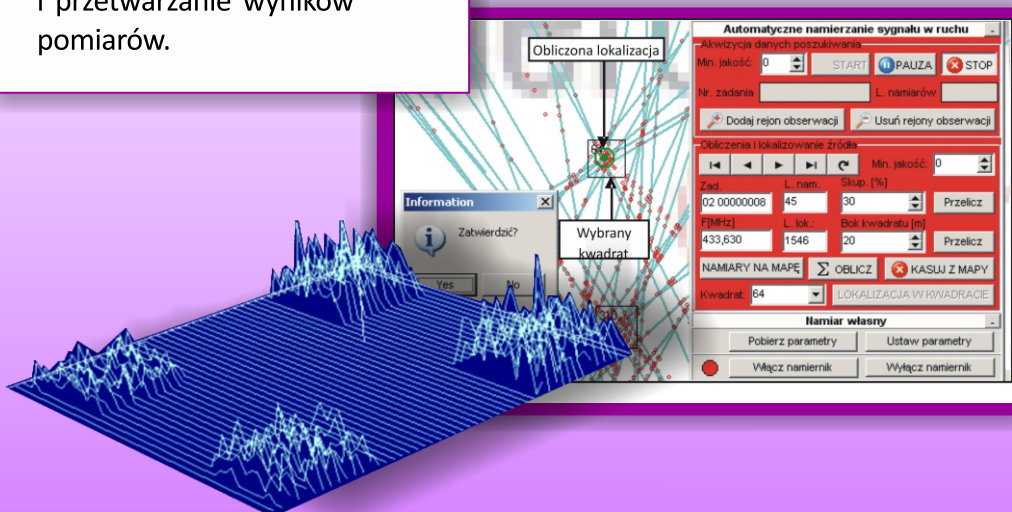 i przetwarzanie wyników
pomiarów.
Obliczona lokalizacja
Information
Zatwierdzić?
Yes No
Wybrany
kwadrat
Automatyczne namierzanie sygnału w ruchu
Akwizycja danych poszukiwania
Min. jakość: 0 START PAUZA STOP
Nr. zadania L. namiarów
Dodaj rejon obserwacji Usuń rejony obserwacji
Obliczenia i lokalizowanie źródła
Min. jakość: 0
Zad. L. nam. Skup. [%]
02 00000008 45 30 Przelicz
F[MHz] L. lok.: Bok kwadratu [m]
433,630 1546 20 Przelicz
NAMIARY NA MAPĘ Σ OBLICZ KASUJ Z MAPY
Kwadrat: 64 LOKALIZACJA W KWADRACIE
Namiar własny
Pobierz parametry Ustaw parametry
Włącz namiernik Wyłącz namiernik